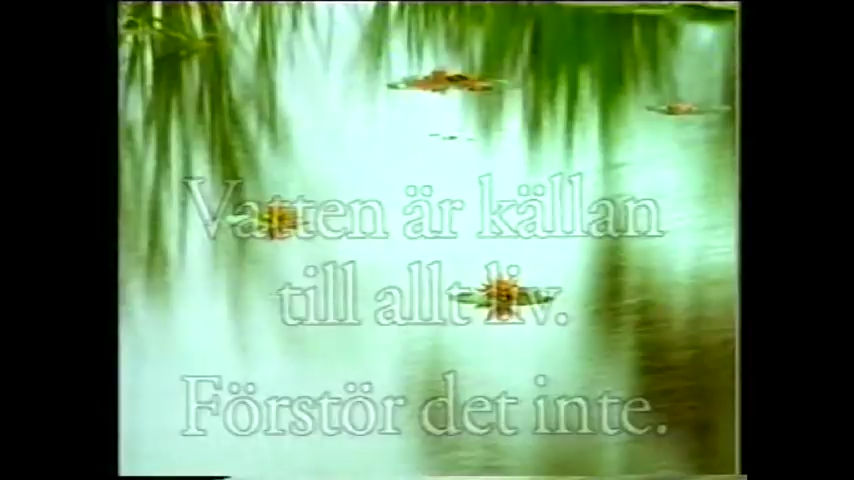 Vatten är källan
till allt liv.
Förstör det inte.